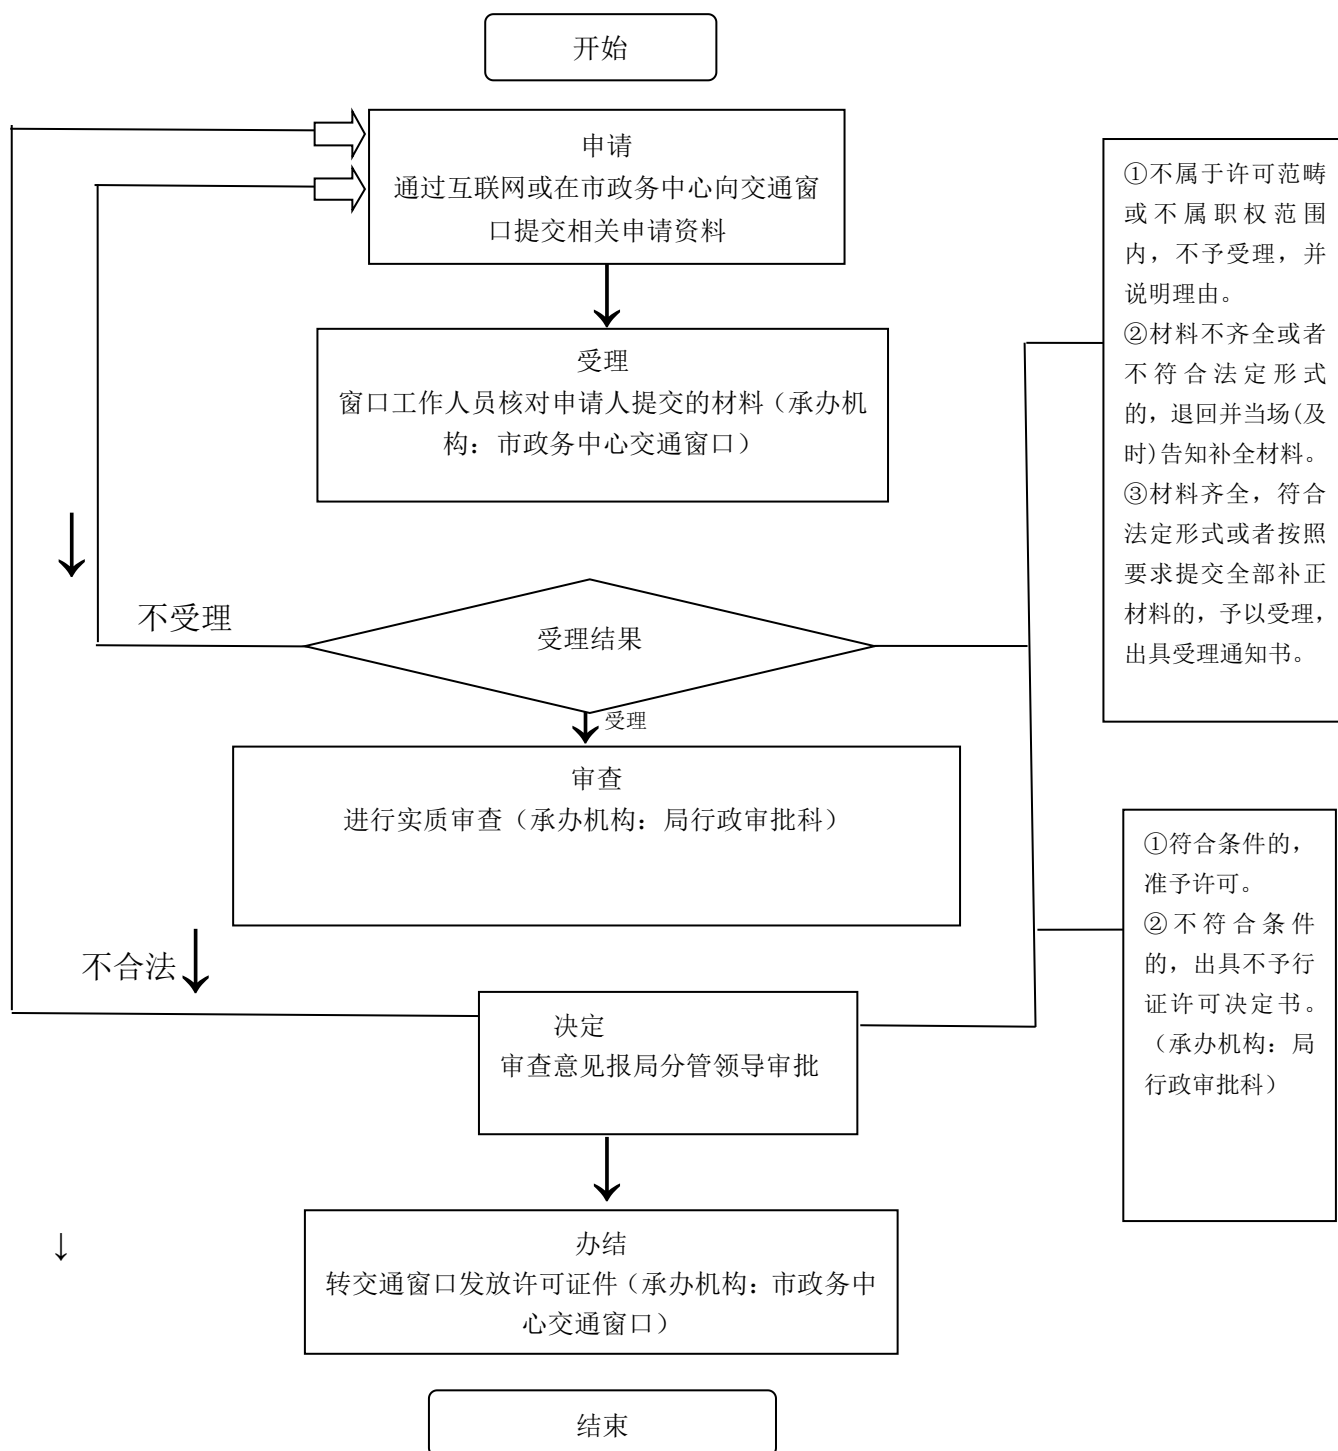 开始
申请
通过互联网或在市政务中心向交通窗
口提交相关申请资料
受理
窗口工作人员核对申请人提交的材料（承办机
构：市政务中心交通窗口）
不受理
受理结果
受理
审查
进行实质审查（承办机构：局行政审批科）
不合法
决定
审查意见报局分管领导审批
办结
转交通窗口发放许可证件（承办机构：市政务中
心交通窗口）
结束
①不属于许可范畴
或不属职权范围
内，不予受理，并
说明理由。
②材料不齐全或者
不符合法定形式
的，退回并当场(及
时)告知补全材料。
③材料齐全，符合
法定形式或者按照
要求提交全部补正
材料的，予以受理，
出具受理通知书。
①符合条件的，
准予许可。
②不符合条件
的，出具不予行
证许可决定书。
（承办机构：局
行政审批科）